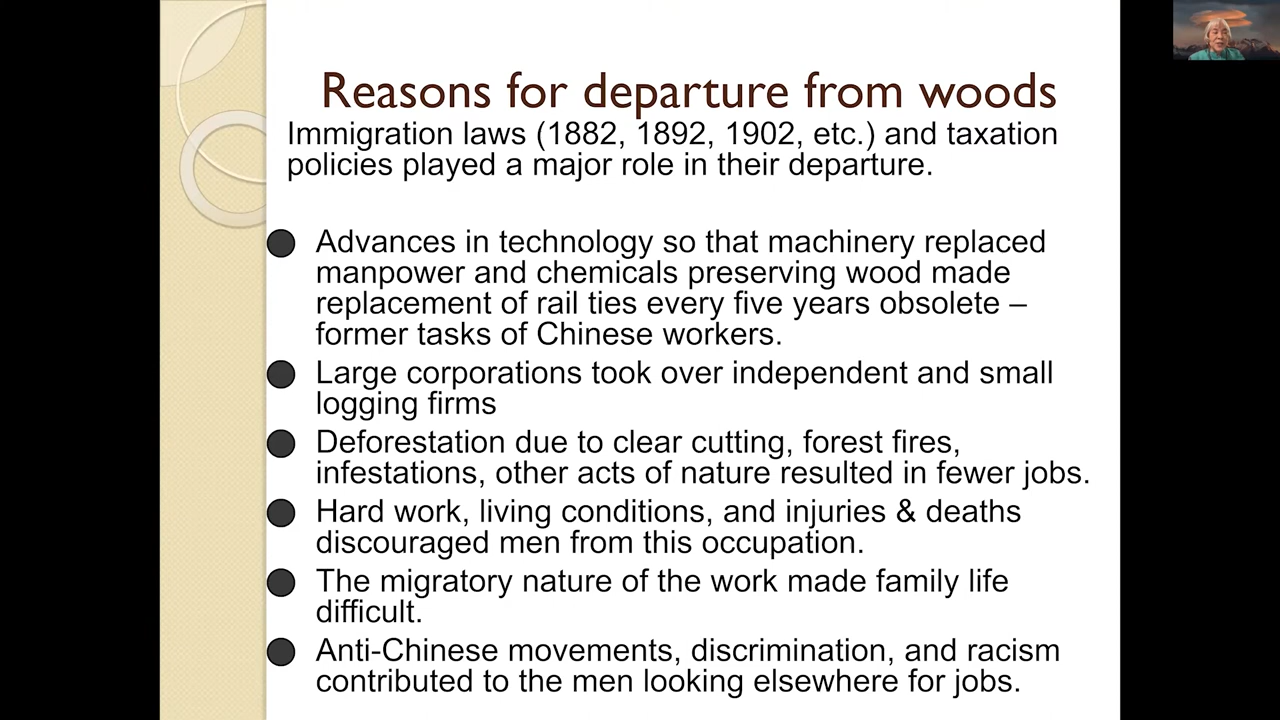 Reasons for departure from woods
Immigration laws (1882, 1892, 1902, etc.) and taxation
policies played a major role in their departure.
● Advances in technology so that machinery replaced
manpower and chemicals preserving wood made
replacement of rail ties every five years obsolete –
former tasks of Chinese workers.
● Large corporations took over independent and small
logging firms
● Deforestation due to clear cutting, forest fires,
infestations, other acts of nature resulted in fewer jobs.
● Hard work, living conditions, and injuries & deaths
discouraged men from this occupation.
● The migratory nature of the work made family life
difficult.
● Anti-Chinese movements, discrimination, and racism
contributed to the men looking elsewhere for jobs.